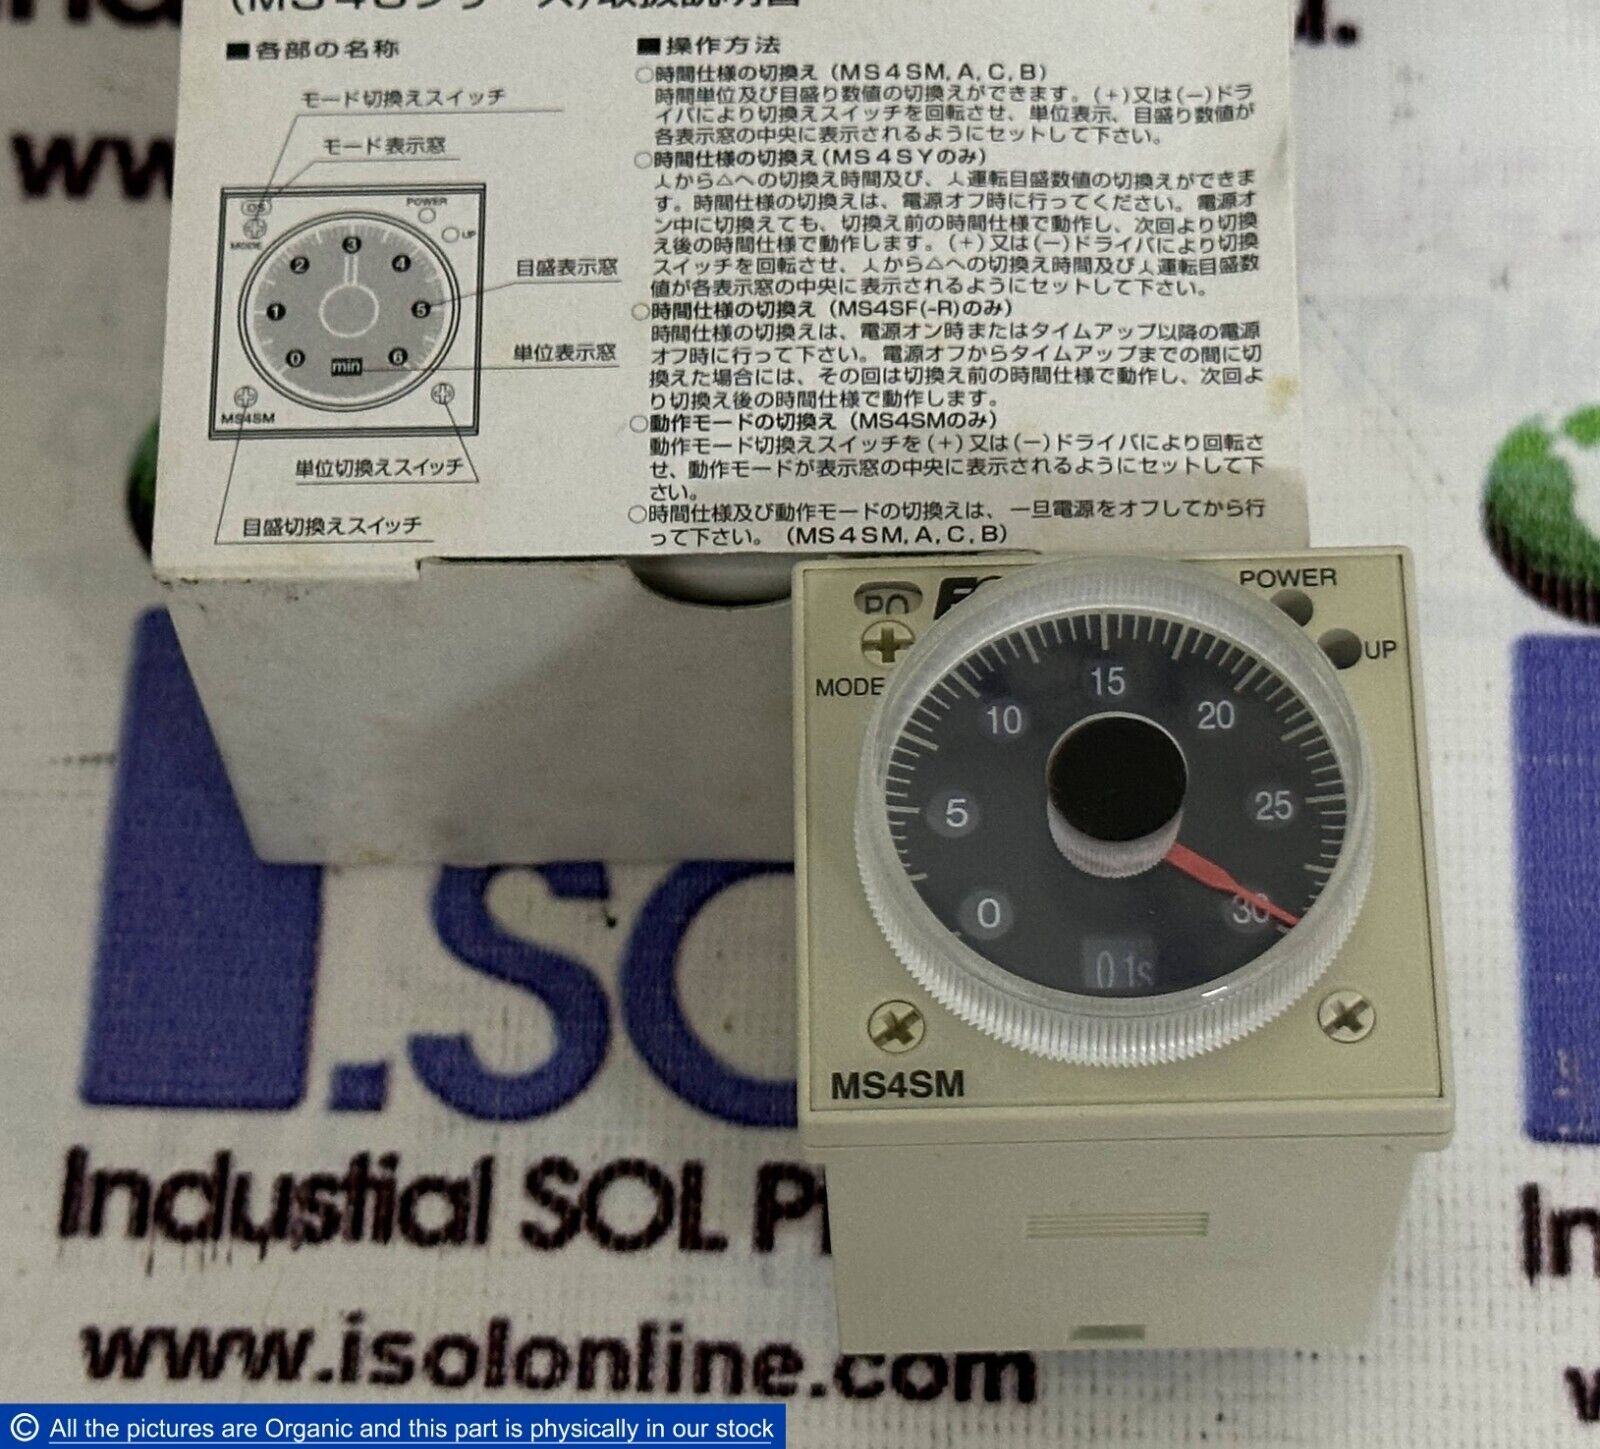 ■各部の名称
モード切換えスイッチ
モード表示窓
POWER
UP
MODE
0
1
2
3
4
5
6
min
MS4SM
目盛表示窓
単位表示窓
単位切換えスイッチ
目盛切換えスイッチ
■操作方法
○時間仕様の切換え（MS4SM, A, C, B）
時間単位及び目盛り数値の切換えができます。(+)又は(−)ドラ
イバにより切換えスイッチを回転させ、単位表示、目盛り数値が
各表示窓の中央に表示されるようにセットして下さい。
○時間仕様の切換え(MS4SYのみ)
人から△への切換え時間及び、人運転目盛数値の切換えができま
す。時間仕様の切換えは、電源オフ時に行ってください。電源オ
ン中に切換えても、切換え前の時間仕様で動作し、次回より切換
え後の時間仕様で動作します。(+)又は(−)ドライバにより切換
スイッチを回転させ、人から△への切換え時間及び人運転目盛数
値が各表示窓の中央に表示されるようにセットして下さい。
○時間仕様の切換え（MS4SF(-R)のみ）
時間仕様の切換えは、電源オン時またはタイムアップ以降の電源
オフ時に行って下さい。電源オフからタイムアップまでの間に切
換えた場合には、その回は切換え前の時間仕様で動作し、次回よ
り切換え後の時間仕様で動作します。
○動作モードの切換え（MS4SMのみ）
動作モード切換えスイッチを(+)又は(−)ドライバにより回転さ
せ、動作モードが表示窓の中央に表示されるようにセットして下
さい。
○時間仕様及び動作モードの切換えは、一旦電源をオフしてから行
って下さい。（MS4SM, A, C, B）
PO
POWER
UP
MODE
0
5
10
15
20
25
30
0.1s
MS4SM
I.SO
Industial SOL P
www.isolonline.com
In
© All the pictures are Organic and this part is physically in our stock